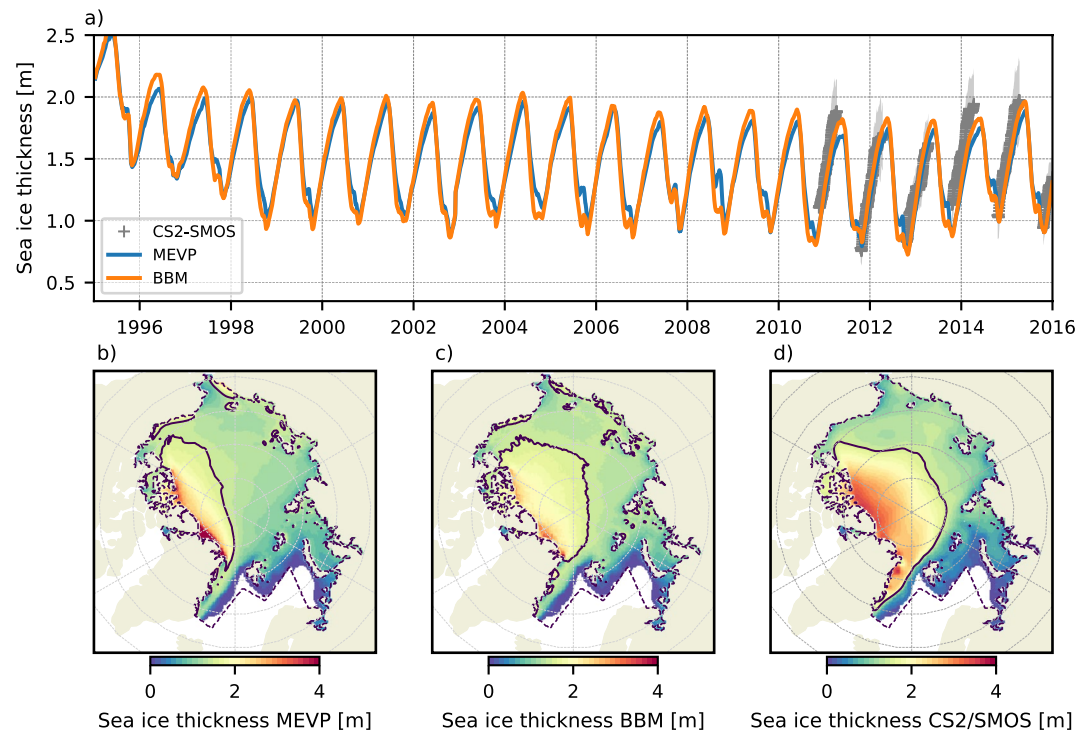 a)
Sea ice thickness [m]
2.5
2.0
1.5
1.0
0.5
CS2-SMOS
MEVP
BBM
1996 1998 2000 2002 2004 2006 2008 2010 2012 2014 2016
b) c) d)
0 2 4 0 2 4 0 2 4
Sea ice thickness MEVP [m] Sea ice thickness BBM [m] Sea ice thickness CS2/SMOS [m]